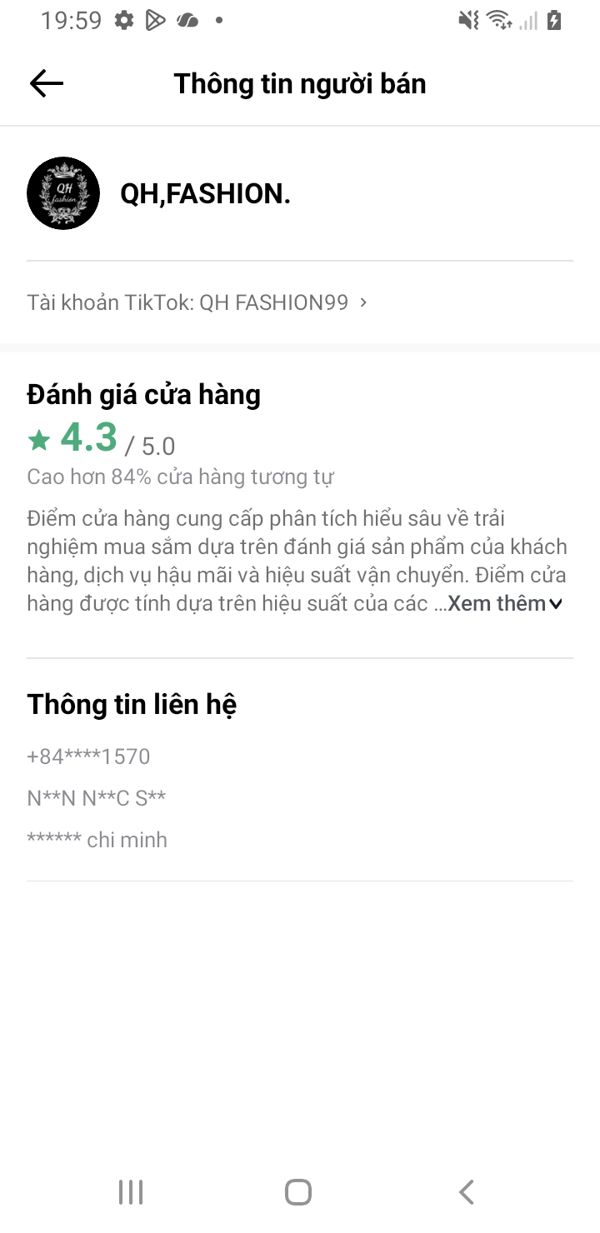 19:59
Thông tin người bán
QH
fashion
QH,FASHION.
Tài khoản TikTok: QH FASHION99 >
Đánh giá cửa hàng
4.3 / 5.0
Cao hơn 84% cửa hàng tương tự
Điểm cửa hàng cung cấp phân tích hiểu sâu về trải
nghiệm mua sắm dựa trên đánh giá sản phẩm của khách
hàng, dịch vụ hậu mãi và hiệu suất vận chuyển. Điểm cửa
hàng được tính dựa trên hiệu suất của các ...Xem thêm
Thông tin liên hệ
+84****1570
N**N N**C S**
****** chi minh